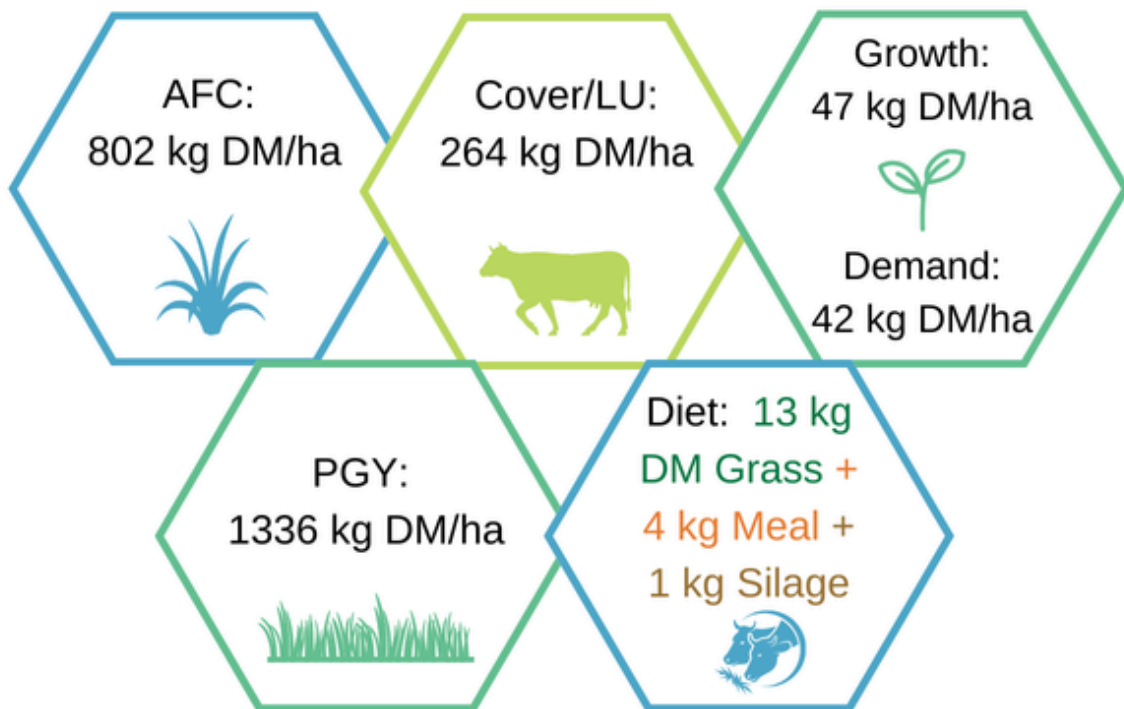 AFC:
802 kg DM/ha
Cover/LU:
264 kg DM/ha
Growth:
47 kg DM/ha
Demand:
42 kg DM/ha
PGY:
1336 kg DM/ha
Diet: 13 kg
DM Grass +
4 kg Meal +
1 kg Silage